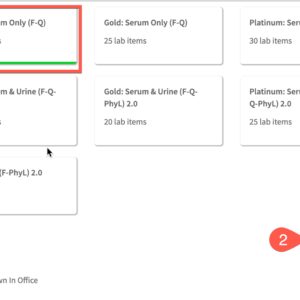 m Only (F-Q)
Gold: Serum Only (F-Q)
Platinum: Seru
s
25 lab items
30 lab items
m & Urine (F-Q-
Gold: Serum & Urine (F-Q-
PhyL) 2.0
Platinum: Seru
Q-PhyL) 2.0
s
20 lab items
25 lab items
(F-PhyL) 2.0
2
wn In Office